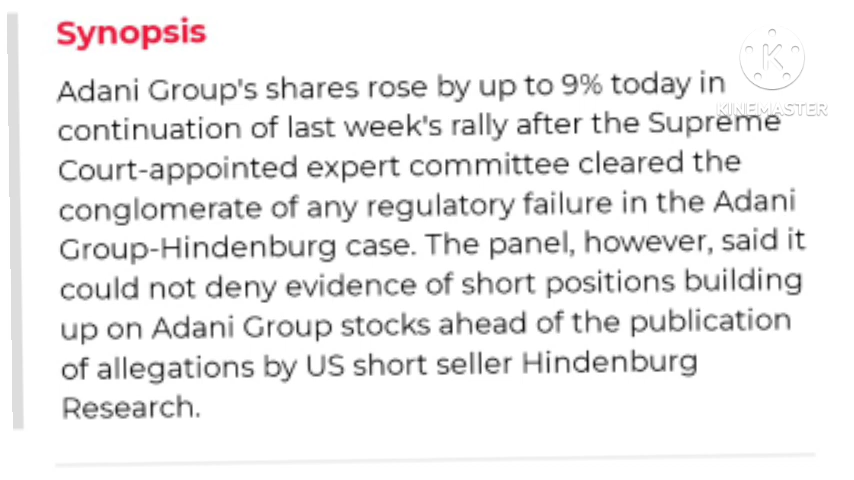 Synopsis
Adani Group's shares rose by up to 9% today in
continuation of last week's rally after the Supreme
Court-appointed expert committee cleared the
conglomerate of any regulatory failure in the Adani
Group-Hindenburg case. The panel, however, said it
could not deny evidence of short positions building
up on Adani Group stocks ahead of the publication
of allegations by US short seller Hindenburg
Research.
K
KINEMASTER